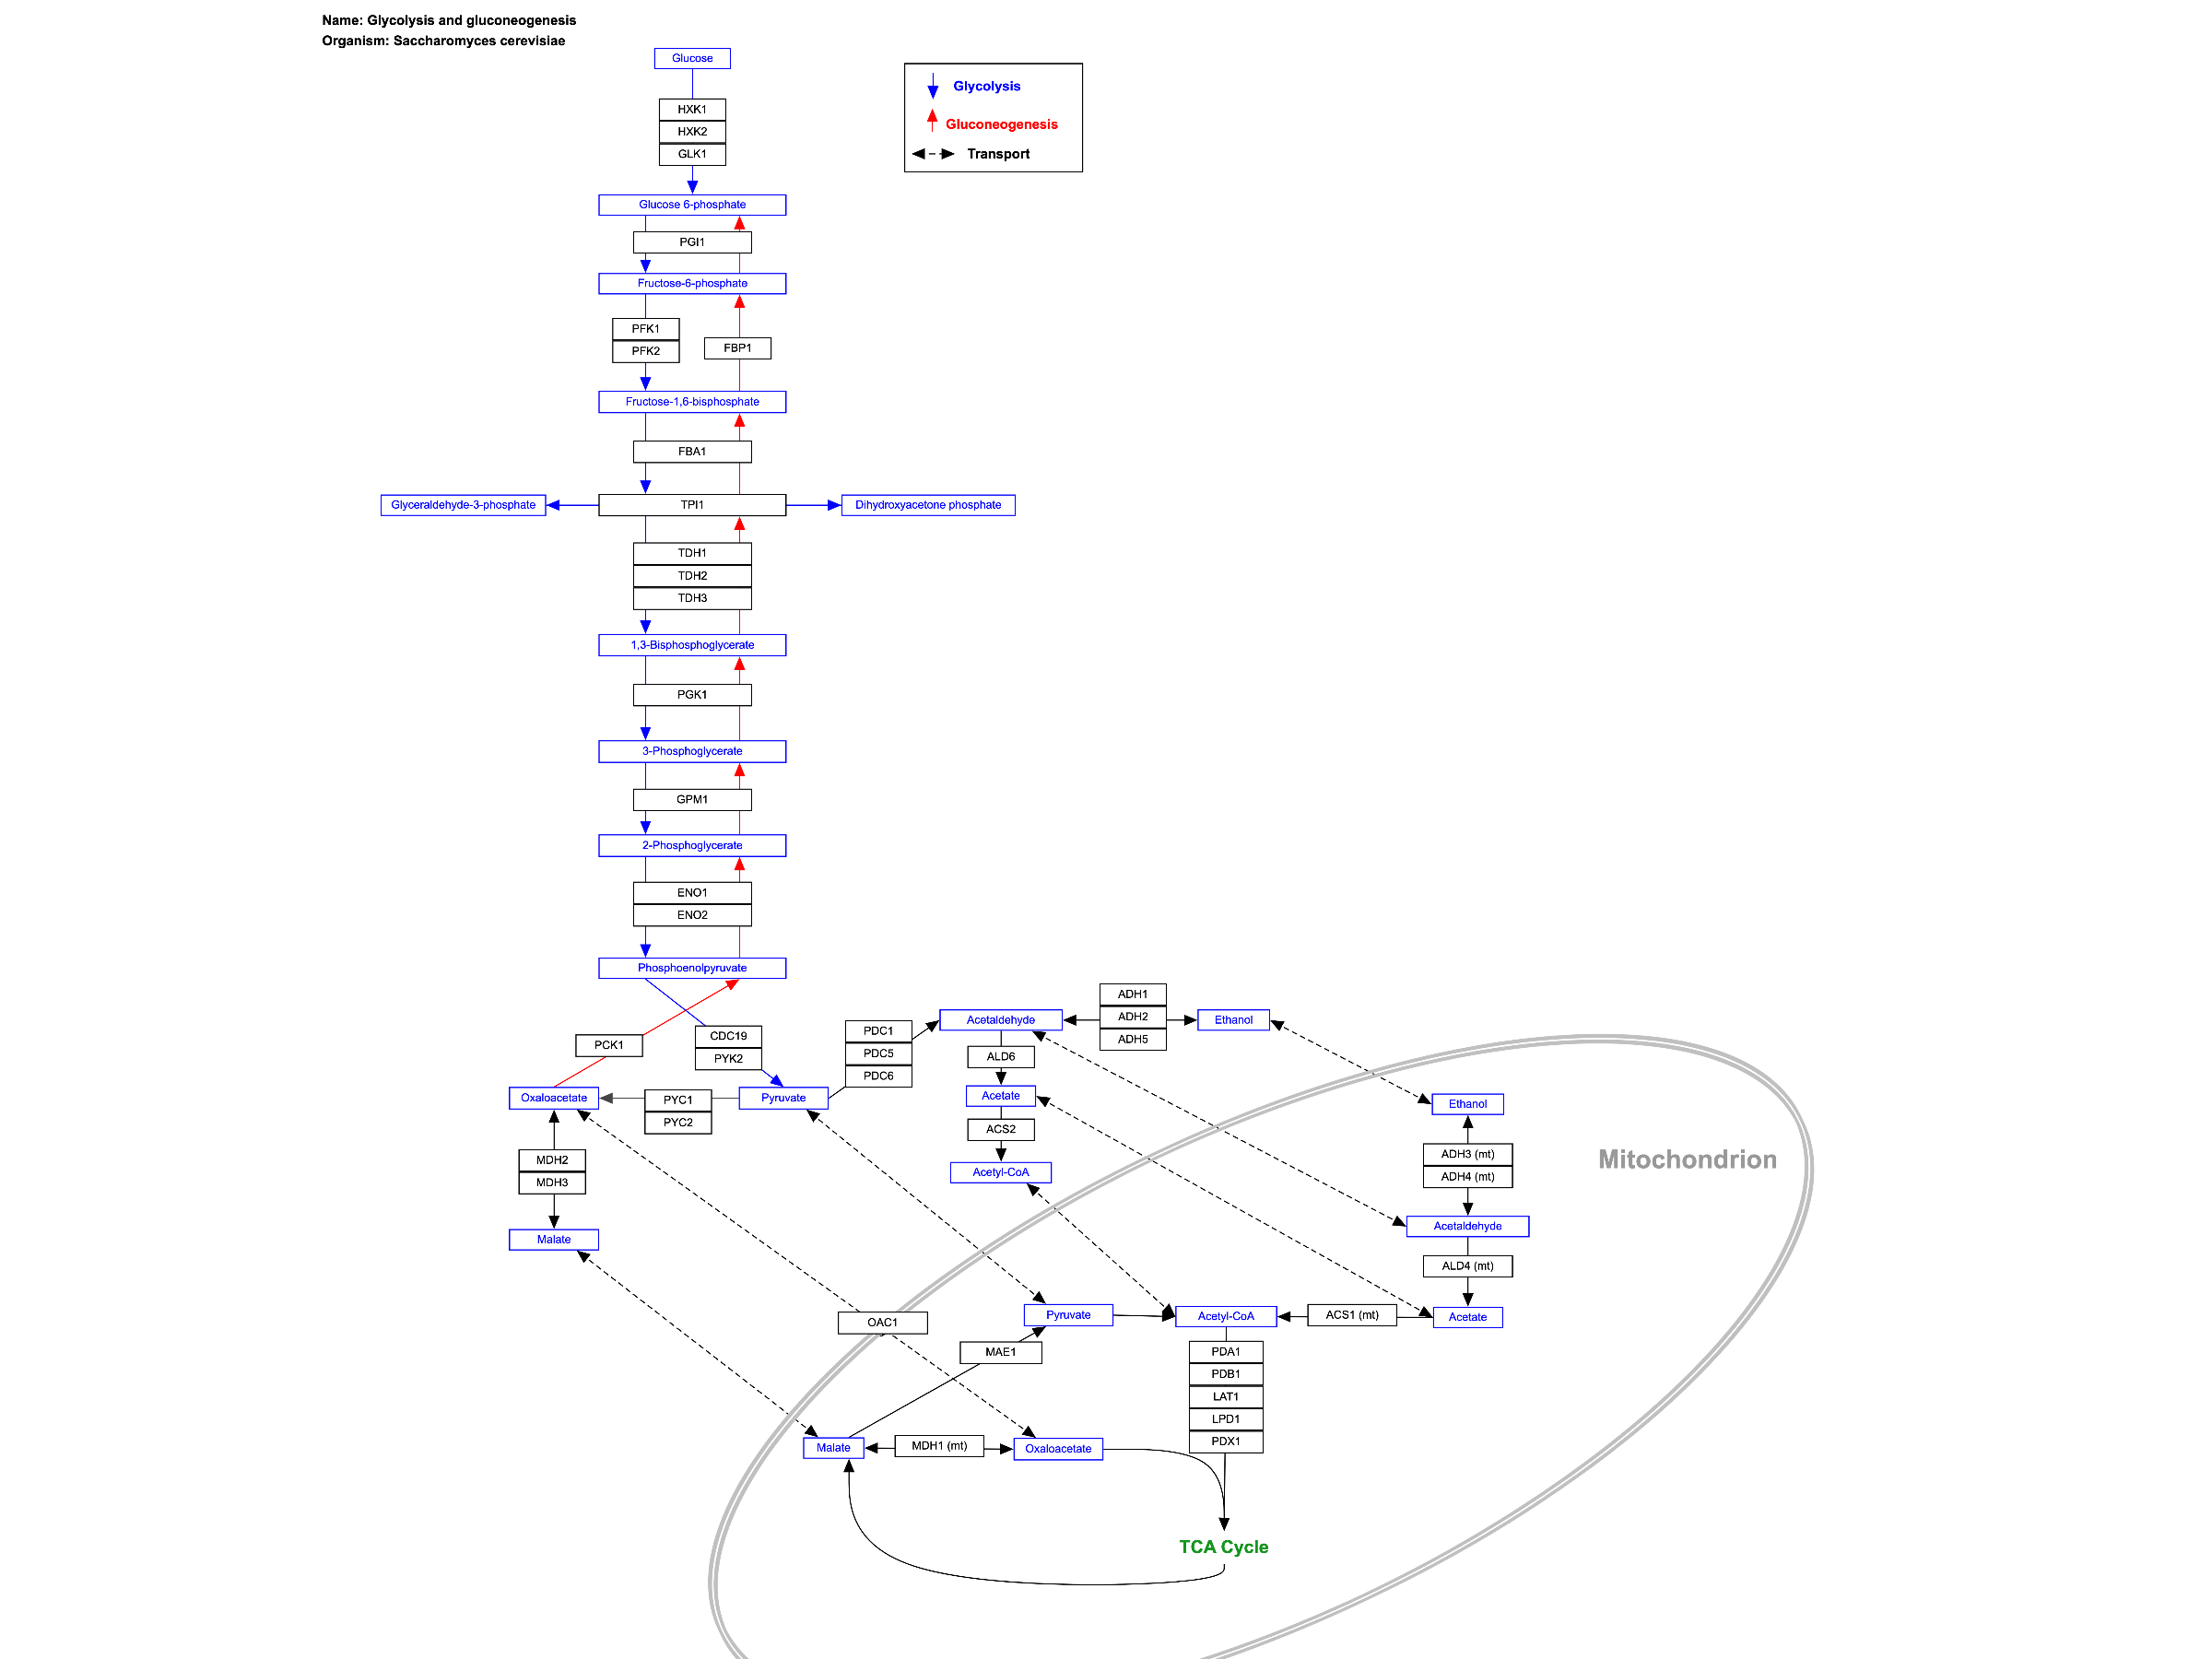 Name: Glycolysis and gluconeogenesis
Organism: Saccharomyces cerevisiae
Glucose
Glycolysis
Gluconeogenesis
Transport
HXK1
HXK2
GLK1
Glucose 6-phosphate
PGI1
Fructose-6-phosphate
PFK1
PFK2
FBP1
Fructose-1,6-bisphosphate
FBA1
Glyceraldehyde-3-phosphate
TPI1
Dihydroxyacetone phosphate
TDH1
TDH2
TDH3
1,3-Bisphosphoglycerate
PGK1
3-Phosphoglycerate
GPM1
2-Phosphoglycerate
ENO1
ENO2
Phosphoenolpyruvate
PCK1
CDC19
PYK2
PDC1
PDC5
PDC6
Acetaldehyde
ADH1
ADH2
ADH5
Ethanol
ALD6
Oxaloacetate
PYC1
PYC2
Pyruvate
Acetate
ACS2
Acetyl-CoA
Ethanol
ADH3 (mt)
ADH4 (mt)
Mitochondrion
MDH2
MDH3
Malate
Acetaldehyde
ALD4 (mt)
OAC1
Pyruvate
Acetyl-CoA
ACS1 (mt)
Acetate
MAE1
PDA1
PDB1
LAT1
LPD1
PDX1
Malate
MDH1 (mt)
Oxaloacetate
TCA Cycle